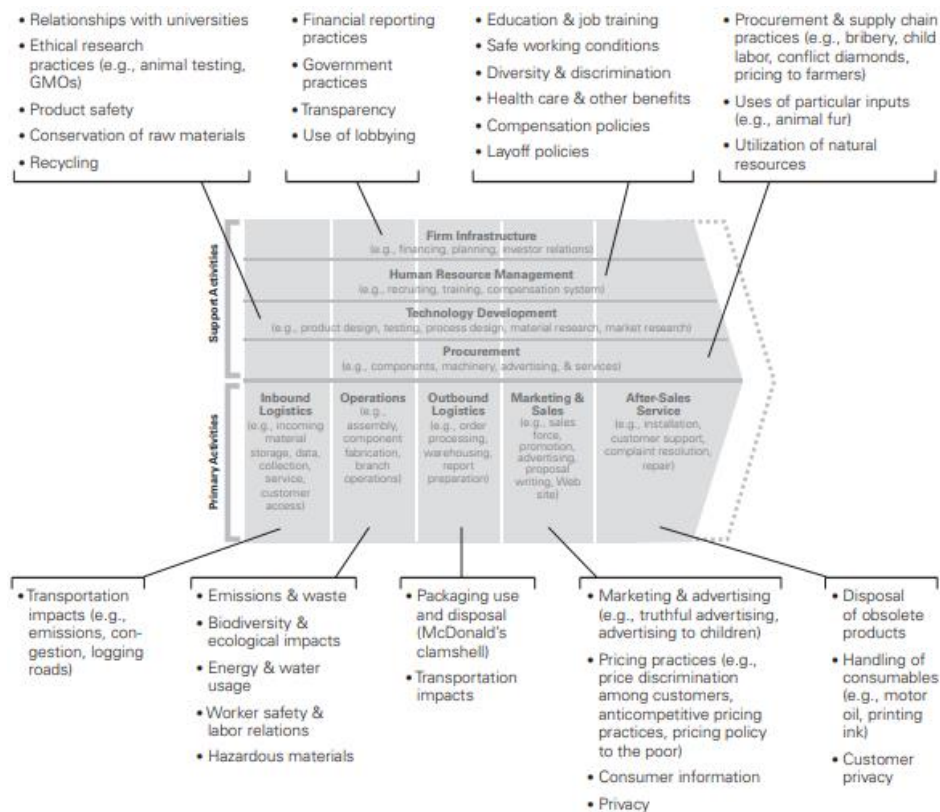 • Relationships with universities
• Ethical research
practices (e.g., animal testing,
GMOs)
• Product safety
• Conservation of raw materials
• Recycling
• Financial reporting
practices
• Government
practices
• Transparency
• Use of lobbying
• Education & job training
• Safe working conditions
• Diversity & discrimination
• Health care & other benefits
• Compensation policies
• Layoff policies
• Procurement & supply chain
practices (e.g., bribery, child
labor, conflict diamonds,
pricing to farmers)
• Uses of particular inputs
(e.g., animal fur)
• Utilization of natural
resources
Support Activities
Firm Infrastructure
(e.g., financing, planning, investor relations)
Human Resource Management
(e.g., recruiting, training, compensation system)
Technology Development
(e.g., product design, testing, process design, material research, market research)
Procurement
(e.g., components, machinery, advertising, & services)
Primary Activities
Inbound
Logistics
(e.g., incoming
material
storage, data,
collection,
service,
customer
access)
Operations
(e.g.,
assembly,
component
fabrication,
branch
operations)
Outbound
Logistics
(e.g., order
processing,
warehousing,
report
preparation)
Marketing &
Sales
(e.g., sales
force,
promotion,
advertising,
proposal
writing, Web
site)
After-Sales
Service
(e.g., installation,
customer support,
complaint resolution,
repair)
• Transportation
impacts (e.g.,
emissions, con-
gestion, logging
roads)
• Emissions & waste
• Biodiversity &
ecological impacts
• Energy & water
usage
• Worker safety &
labor relations
• Hazardous materials
• Packaging use
and disposal
(McDonald's
clamshell)
• Transportation
impacts
• Marketing & advertising
(e.g., truthful advertising,
advertising to children)
• Pricing practices (e.g.,
price discrimination
among customers,
anticompetitive pricing
practices, pricing policy
to the poor)
• Consumer information
• Privacy
• Disposal
of obsolete
products
• Handling of
consumables
(e.g., motor
oil, printing
ink)
• Customer
privacy